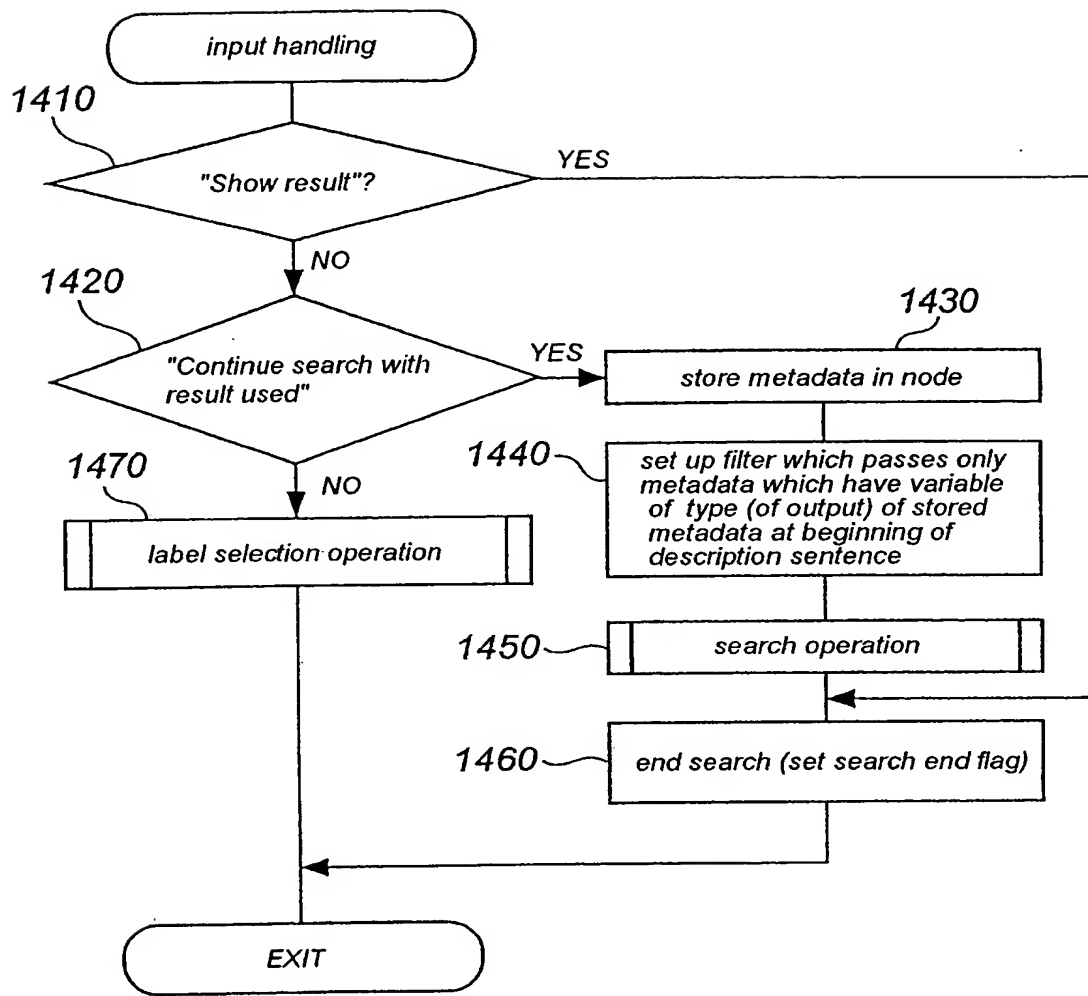 input handling
1410
"Show result"?
YES
NO
1420
"Continue search with
result used"
YES
1430
store metadata in node
NO
1440
set up filter which passes only
metadata which have variable
of type (of output) of stored
metadata at beginning of
description sentence
1470
label selection operation
1450
search operation
1460
end search (set search end flag)
EXIT